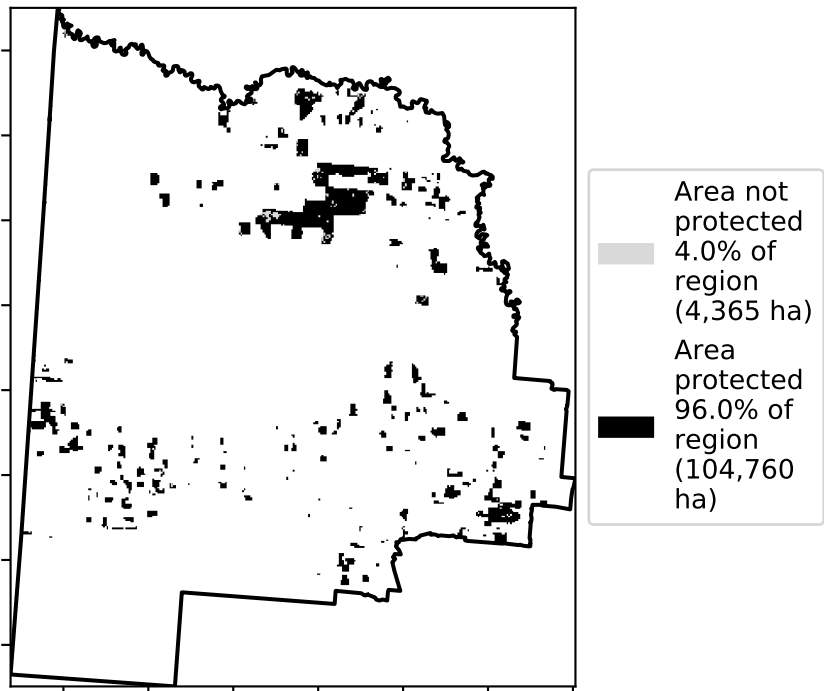 Area not
protected
4.0% of
region
(4,365 ha)
Area
protected
96.0% of
region
(104,760
ha)